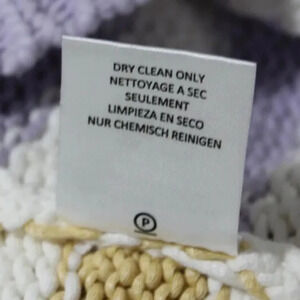 DRY CLEAN ONLY
NETTOYAGE A SEC
SEULEMENT
LIMPIEZA EN SECO
NUR CHEMISCH REINIGEN
P